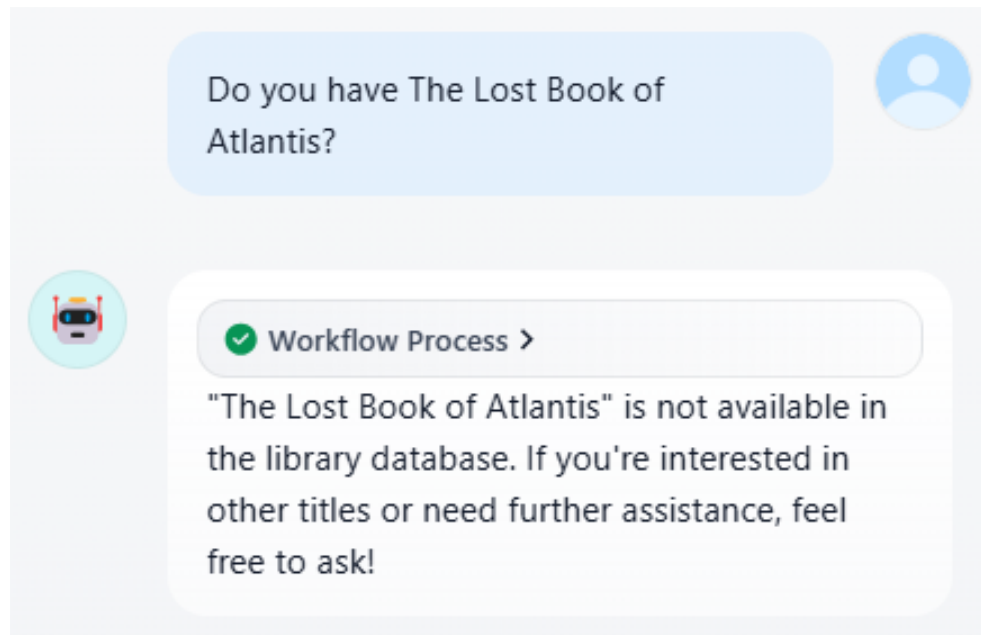 Do you have The Lost Book of
Atlantis?
Workflow Process >
"The Lost Book of Atlantis" is not available in
the library database. If you're interested in
other titles or need further assistance, feel
free to ask!